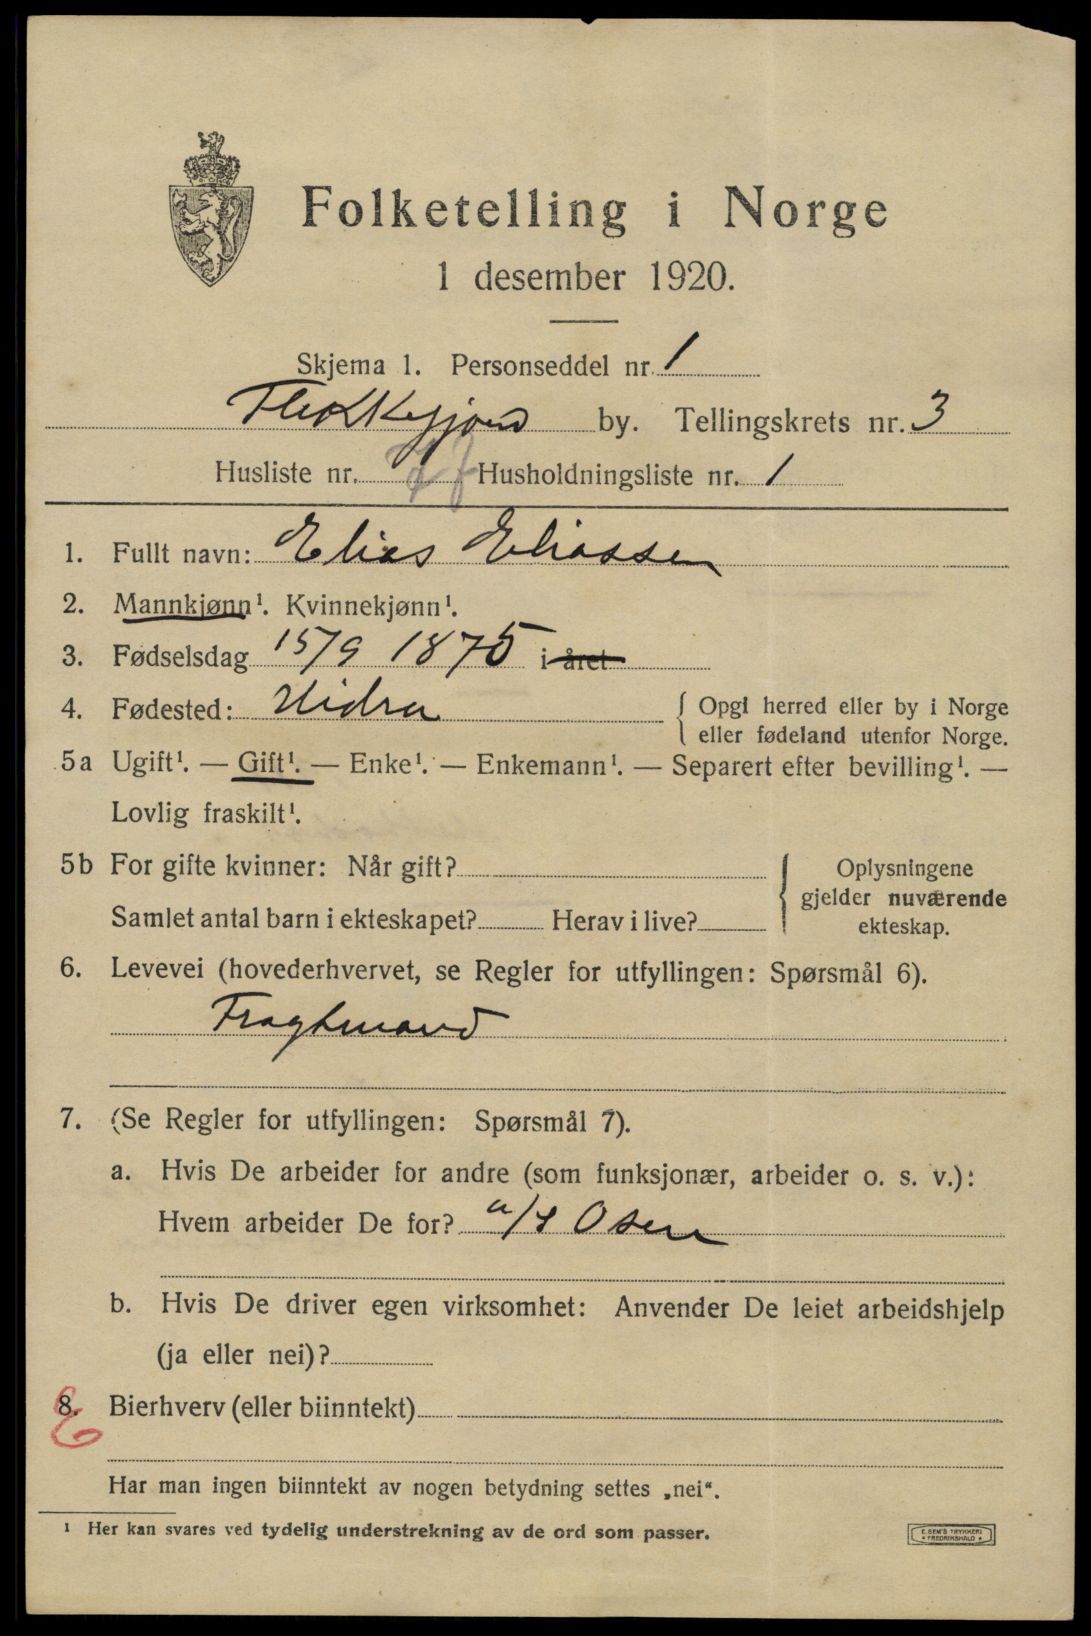 Folketelling i Norge
1 desember 1920.
Skjema 1. Personseddel nr. 1
Flekkefjord by. Tellingskrets nr. 3
Husliste nr. Husholdningsliste nr. 1
1. Fullt navn: Elias Eliassen
2. Mannkjønn¹. Kvinnekjønn¹.
3. Fødselsdag 15/9 1875 i året
4. Fødested: Hidra { Opgi herred eller by i Norge
eller fødeland utenfor Norge.
5a Ugift¹. — Gift¹. — Enke¹. — Enkemann¹. — Separert efter bevilling¹. —
Lovlig fraskilt¹.
5b For gifte kvinner: Når gift? { Oplysningene
gjelder nuværende
Samlet antal barn i ekteskapet? Herav i live? ekteskap.
6. Levevei (hovederhvervet, se Regler for utfyllingen: Spørsmål 6).
Fragtmand
7. (Se Regler for utfyllingen: Spørsmål 7).
a. Hvis De arbeider for andre (som funksjonær, arbeider o. s. v.):
Hvem arbeider De for? a/s Osen
b. Hvis De driver egen virksomhet: Anvender De leiet arbeidshjelp
(ja eller nei)?
8. Bierhverv (eller biinntekt)
Har man ingen biinntekt av nogen betydning settes „nei“.
¹ Her kan svares ved tydelig understrekning av de ord som passer.
E. SEM'S TRYKKERI
FREDRIKSHALD